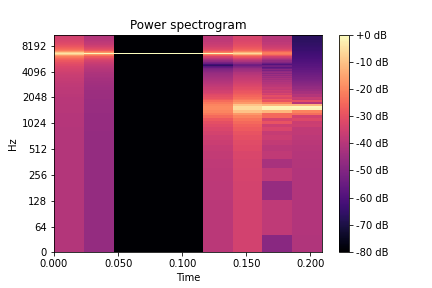 Power spectrogram
8192
4096
2048
1024
512
256
128
64
0
Hz
0.000 0.050 0.100 0.150 0.200
Time
+0 dB
-10 dB
-20 dB
-30 dB
-40 dB
-50 dB
-60 dB
-70 dB
-80 dB